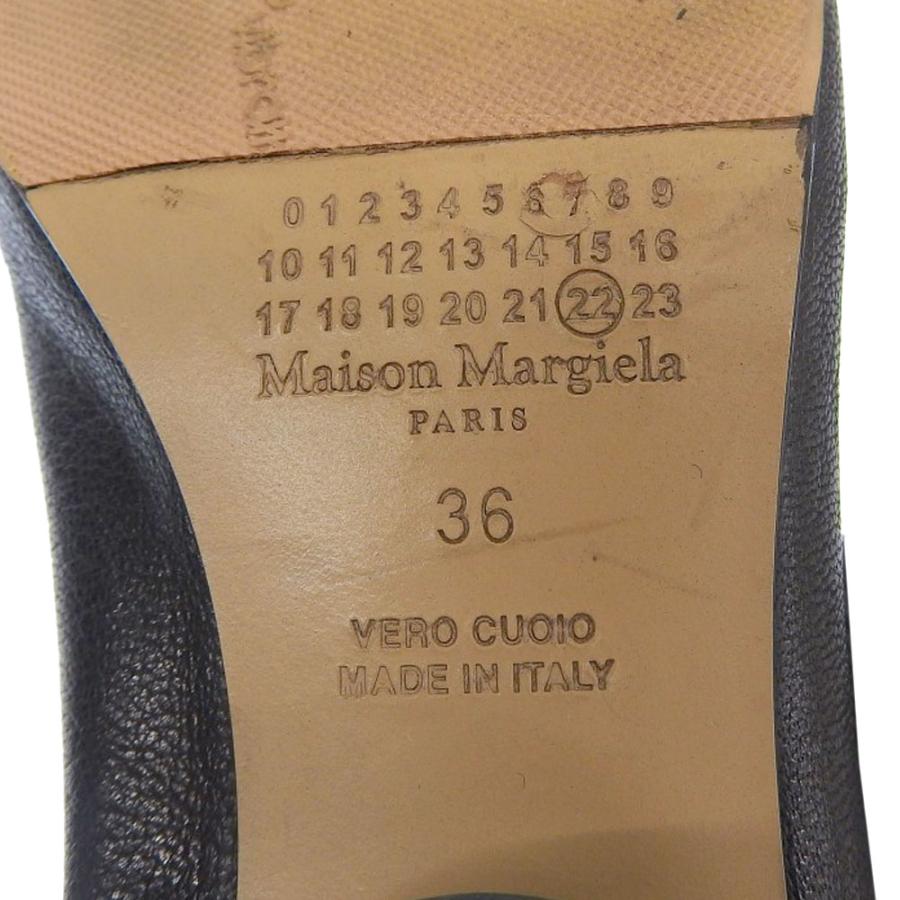 0 1 2 3 4 5 6 7 8 9
10 11 12 13 14 15 16
17 18 19 20 21 22 23
Maison Margiela
PARIS
36
VERO CUOIO
MADE IN ITALY